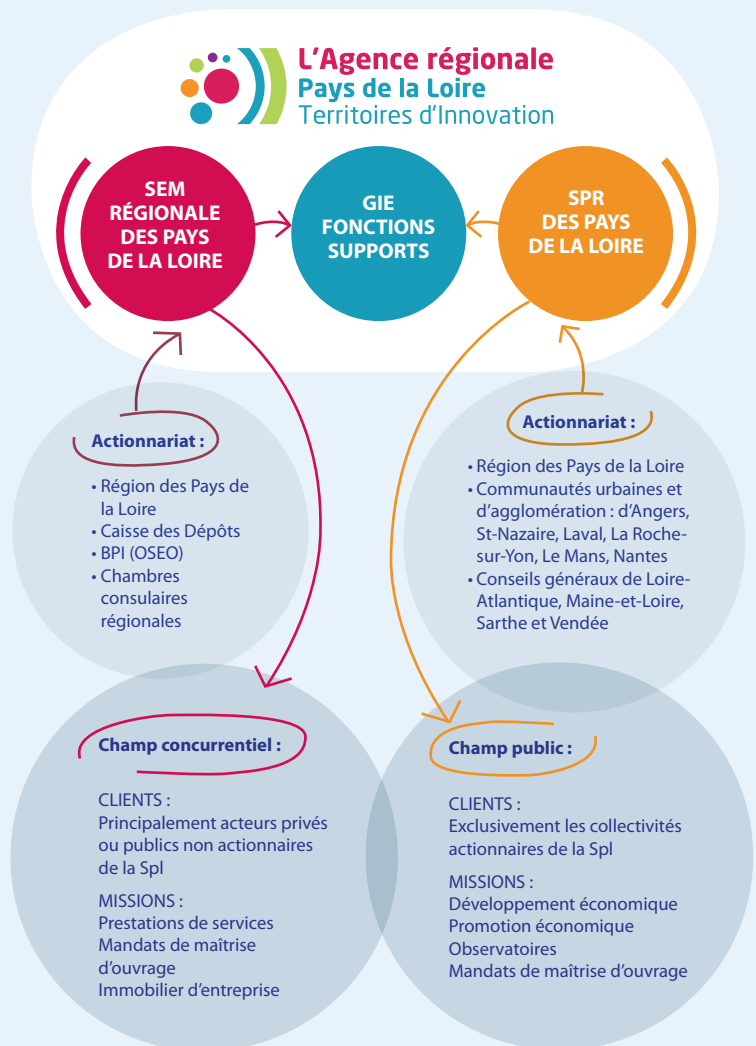 L'Agence régionale
Pays de la Loire
Territoires d'Innovation
SEM
RÉGIONALE
DES PAYS
DE LA LOIRE
GIE
FONCTIONS
SUPPORTS
SPR
DES PAYS
DE LA LOIRE
Actionnariat :
• Région des Pays de
la Loire
• Caisse des Dépôts
• BPI (OSEO)
• Chambres
consulaires
régionales
Actionnariat :
• Région des Pays de la Loire
• Communautés urbaines et
d'agglomération : d'Angers,
St-Nazaire, Laval, La Roche-
sur-Yon, Le Mans, Nantes
• Conseils généraux de Loire-
Atlantique, Maine-et-Loire,
Sarthe et Vendée
Champ concurrentiel :
CLIENTS :
Principalement acteurs privés
ou publics non actionnaires
de la Spl
MISSIONS :
Prestations de services
Mandats de maîtrise
d'ouvrage
Immobilier d'entreprise
Champ public :
CLIENTS :
Exclusivement les collectivités
actionnaires de la Spl
MISSIONS :
Développement économique
Promotion économique
Observatoires
Mandats de maîtrise d'ouvrage